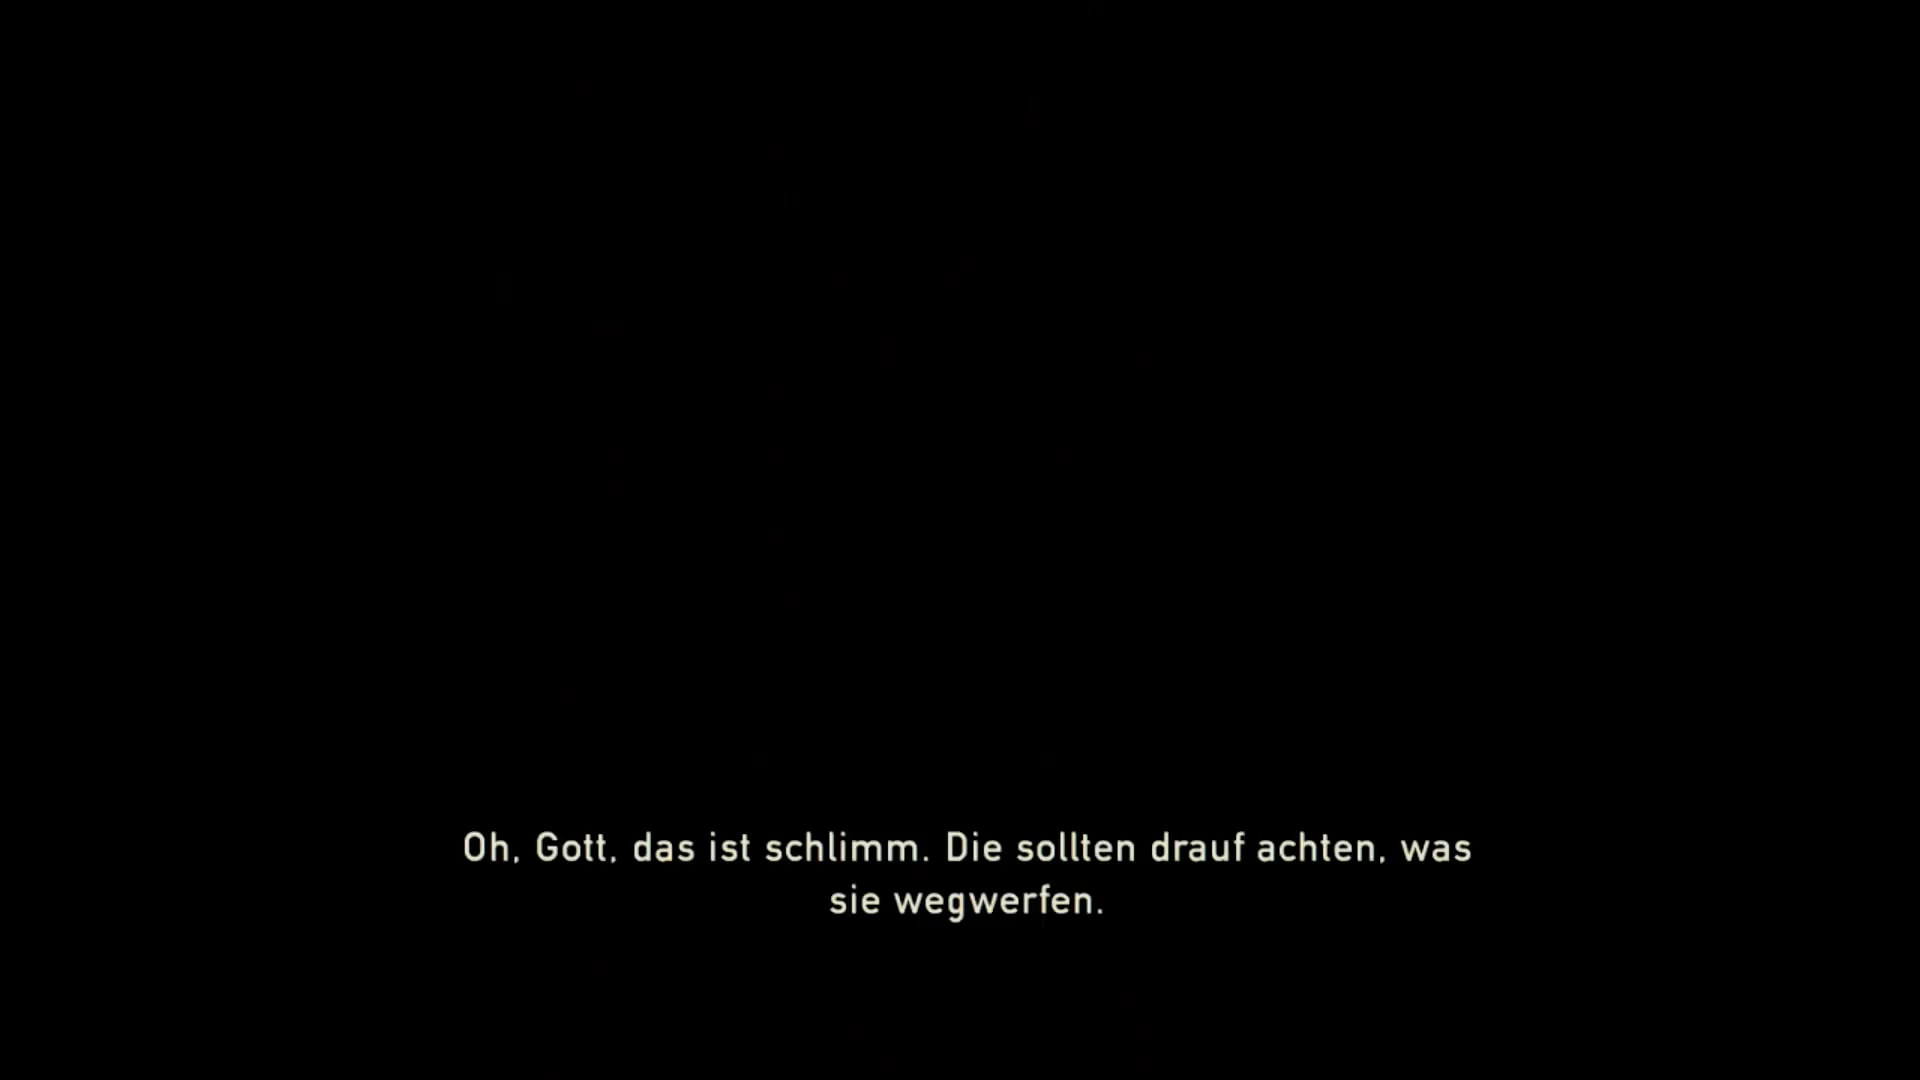 Oh, Gott, das ist schlimm. Die sollten drauf achten, was
sie wegwerfen.